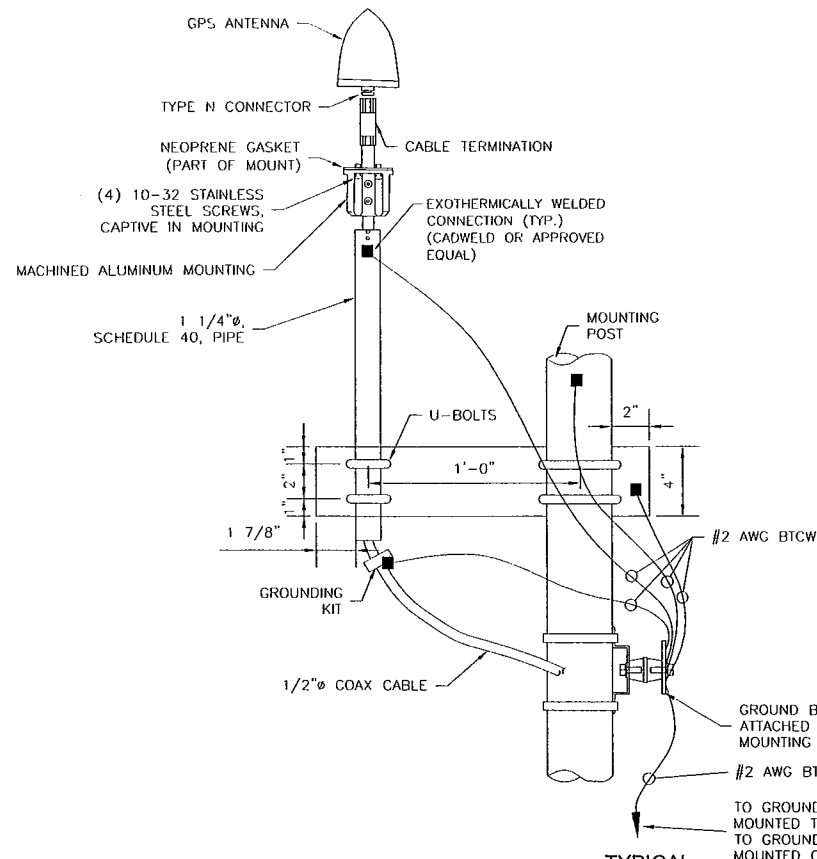 GPS ANTENNA
TYPE N CONNECTOR
NEOPRENE GASKET
(PART OF MOUNT)
CABLE TERMINATION
(4) 10-32 STAINLESS
STEEL SCREWS,
CAPTIVE IN MOUNTING
EXOTHERMICALLY WELDED
CONNECTION (TYP.)
(CADWELD OR APPROVED
EQUAL)
MACHINED ALUMINUM MOUNTING
1 1/4"ø,
SCHEDULE 40, PIPE
MOUNTING
POST
U-BOLTS
2"
1"
2"
1"
1'-0"
4"
1 7/8"
#2 AWG BTCW
GROUNDING
KIT
1/2"ø COAX CABLE
GROUND B
ATTACHED
MOUNTING
#2 AWG BT
TO GROUND
MOUNTED T
TO GROUND
MOUNTED
TYPICAL